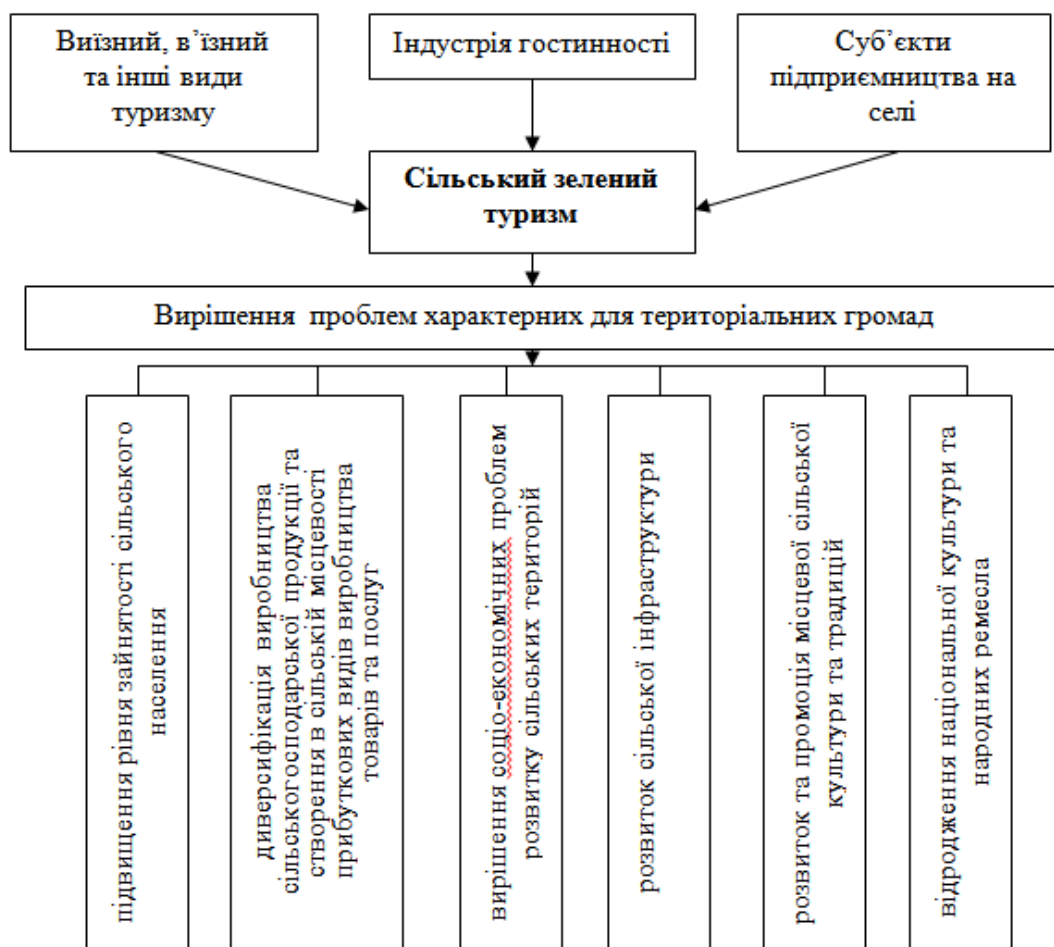 Виїзний, в’їзний
та інші види
туризму
Індустрія гостинності
Суб’єкти
підприємництва на
селі
Сільський зелений
туризм
Вирішення проблем характерних для територіальних громад
підвищення рівня зайнятості сільського
населення
диверсифікація виробництва
сільськогосподарської продукції та
створення в сільській місцевості
прибуткових видів виробництва
товарів та послуг
вирішення соціо-економічних проблем
розвитку сільських територій
розвиток сільської інфраструктури
розвиток та промоція місцевої сільської
культури та традицій
відродження національної культури та
народних ремесла